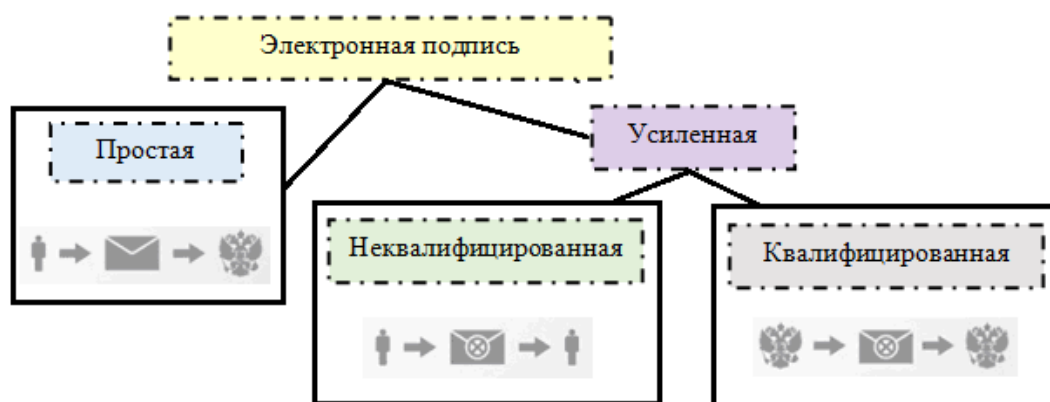 Электронная подпись
Простая
Усиленная
Неквалифицированная
Квалифицированная